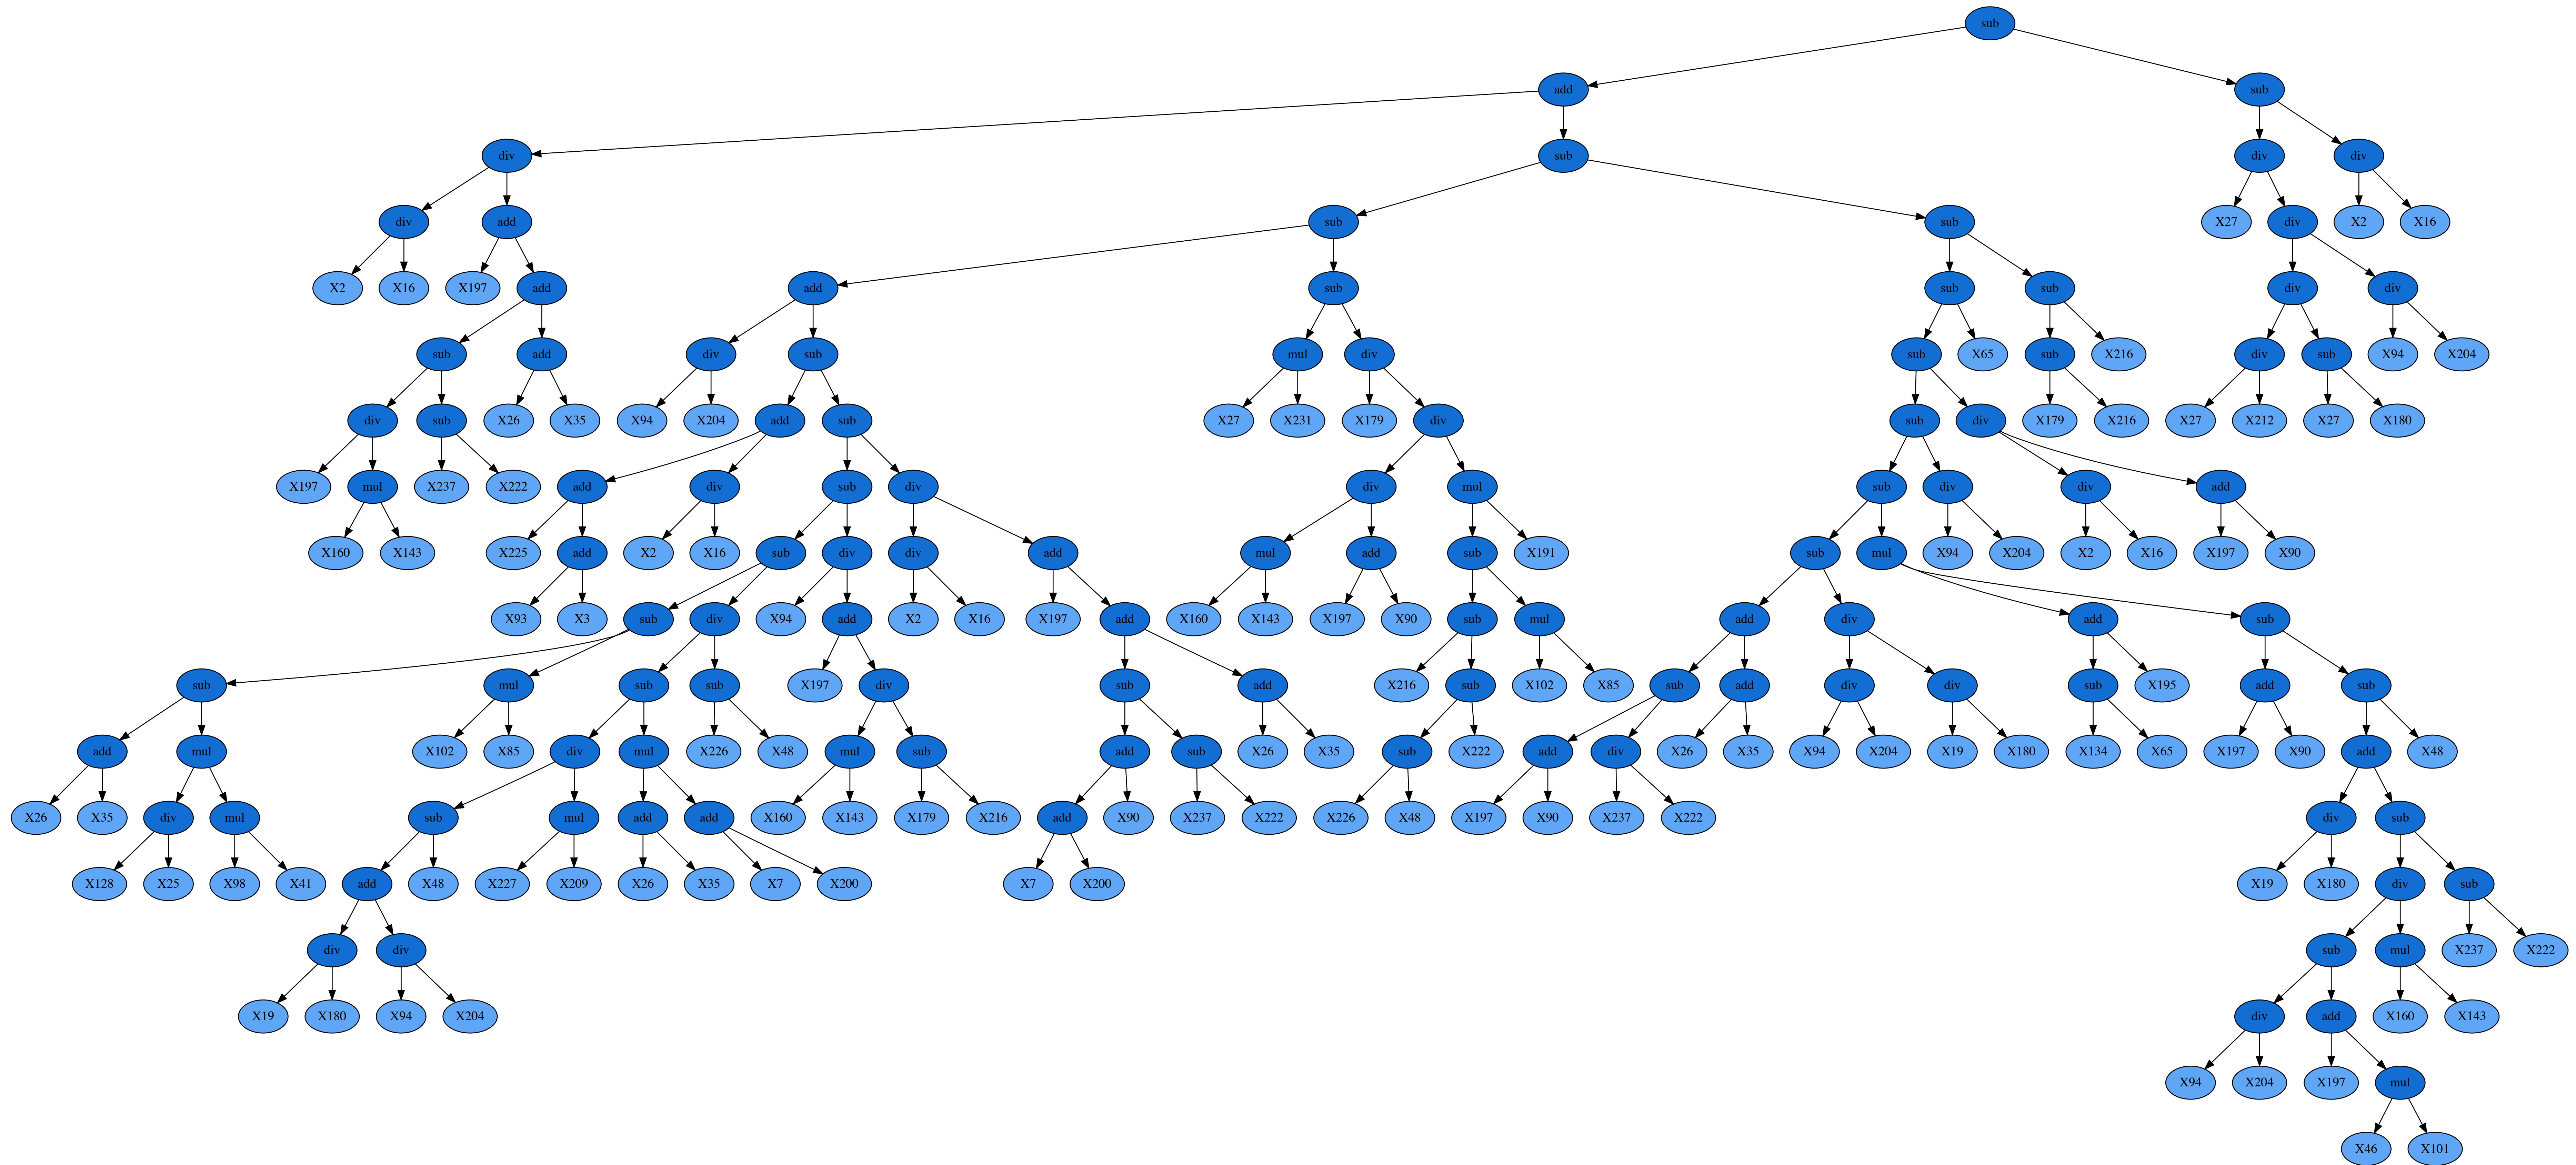 sub
add sub
div sub div div
div add sub sub X27 div X2 X16
X2 X16 X197 add add sub sub sub div div
sub add div sub mul div sub X65 sub X216 div sub X94 X204
div sub X26 X35 X94 X204 add sub X27 X231 X179 div sub div X179 X216 X27 X212 X27 X180
X197 mul X237 X222 add div sub div div mul sub div div add
X160 X143 X225 add X2 X16 sub div div add mul add sub X191 sub mul X94 X204 X2 X16 X197 X90
X93 X3 sub div X94 add X2 X16 X197 add X160 X143 X197 X90 sub mul add div add sub
sub mul sub sub X197 div sub add X216 sub X102 X85 sub add div div sub X195 add sub
add mul X102 X85 div mul X226 X48 mul sub add sub X26 X35 sub X222 add div X26 X35 X94 X204 X19 X180 X134 X65 X197 X90 add X48
X26 X35 div mul sub mul add add X160 X143 X179 X216 add X90 X237 X222 X226 X48 X197 X90 X237 X222 div sub
X128 X25 X98 X41 add X48 X227 X209 X26 X35 X7 X200 X7 X200 X19 X180 div sub
div div sub mul X237 X222
X19 X180 X94 X204 div add X160 X143
X94 X204 X197 mul
X46 X101